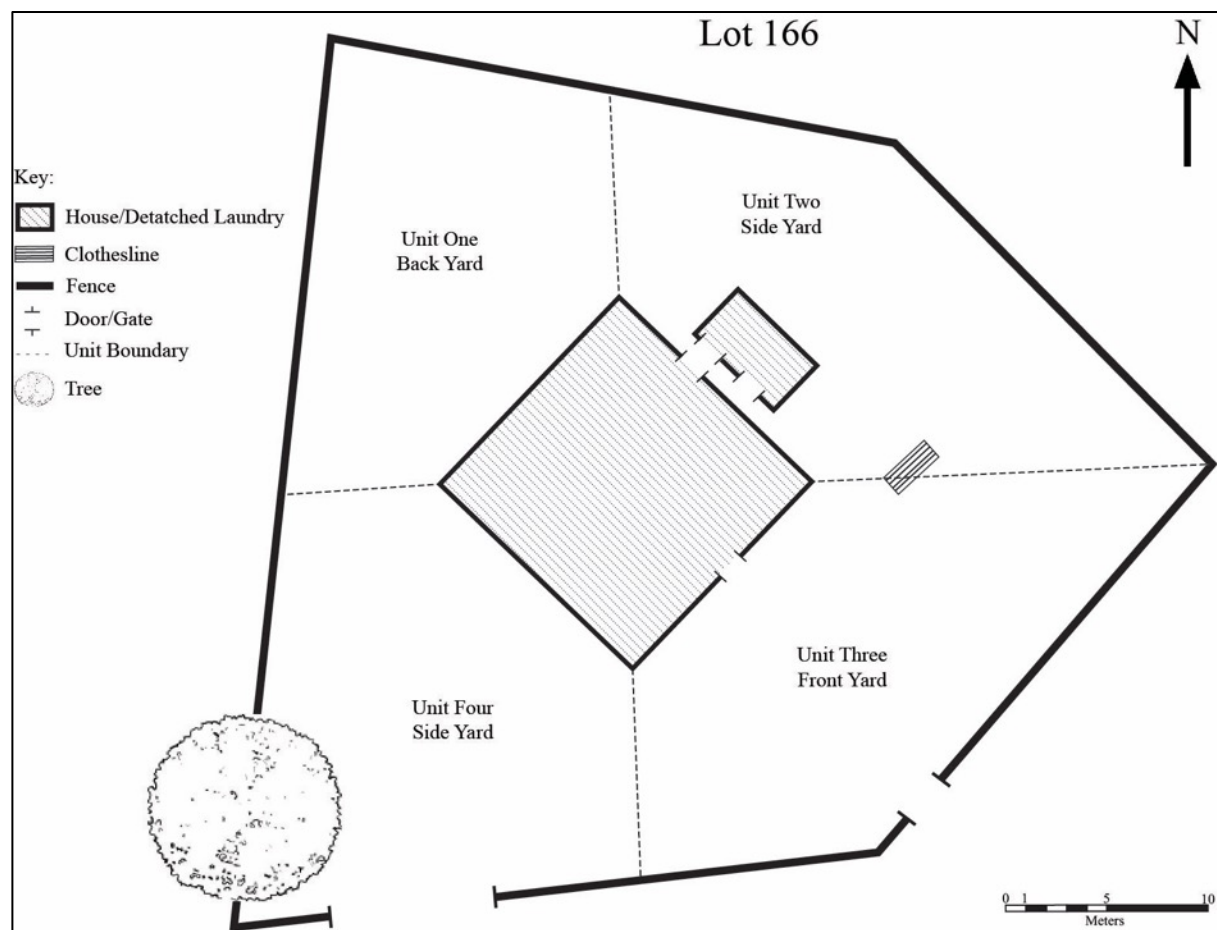 Lot 166
N
Key:
House/Detatched Laundry
Clothesline
Fence
Door/Gate
Unit Boundary
Tree
Unit One
Back Yard
Unit Two
Side Yard
Unit Three
Front Yard
Unit Four
Side Yard
0 1 5 10
Meters